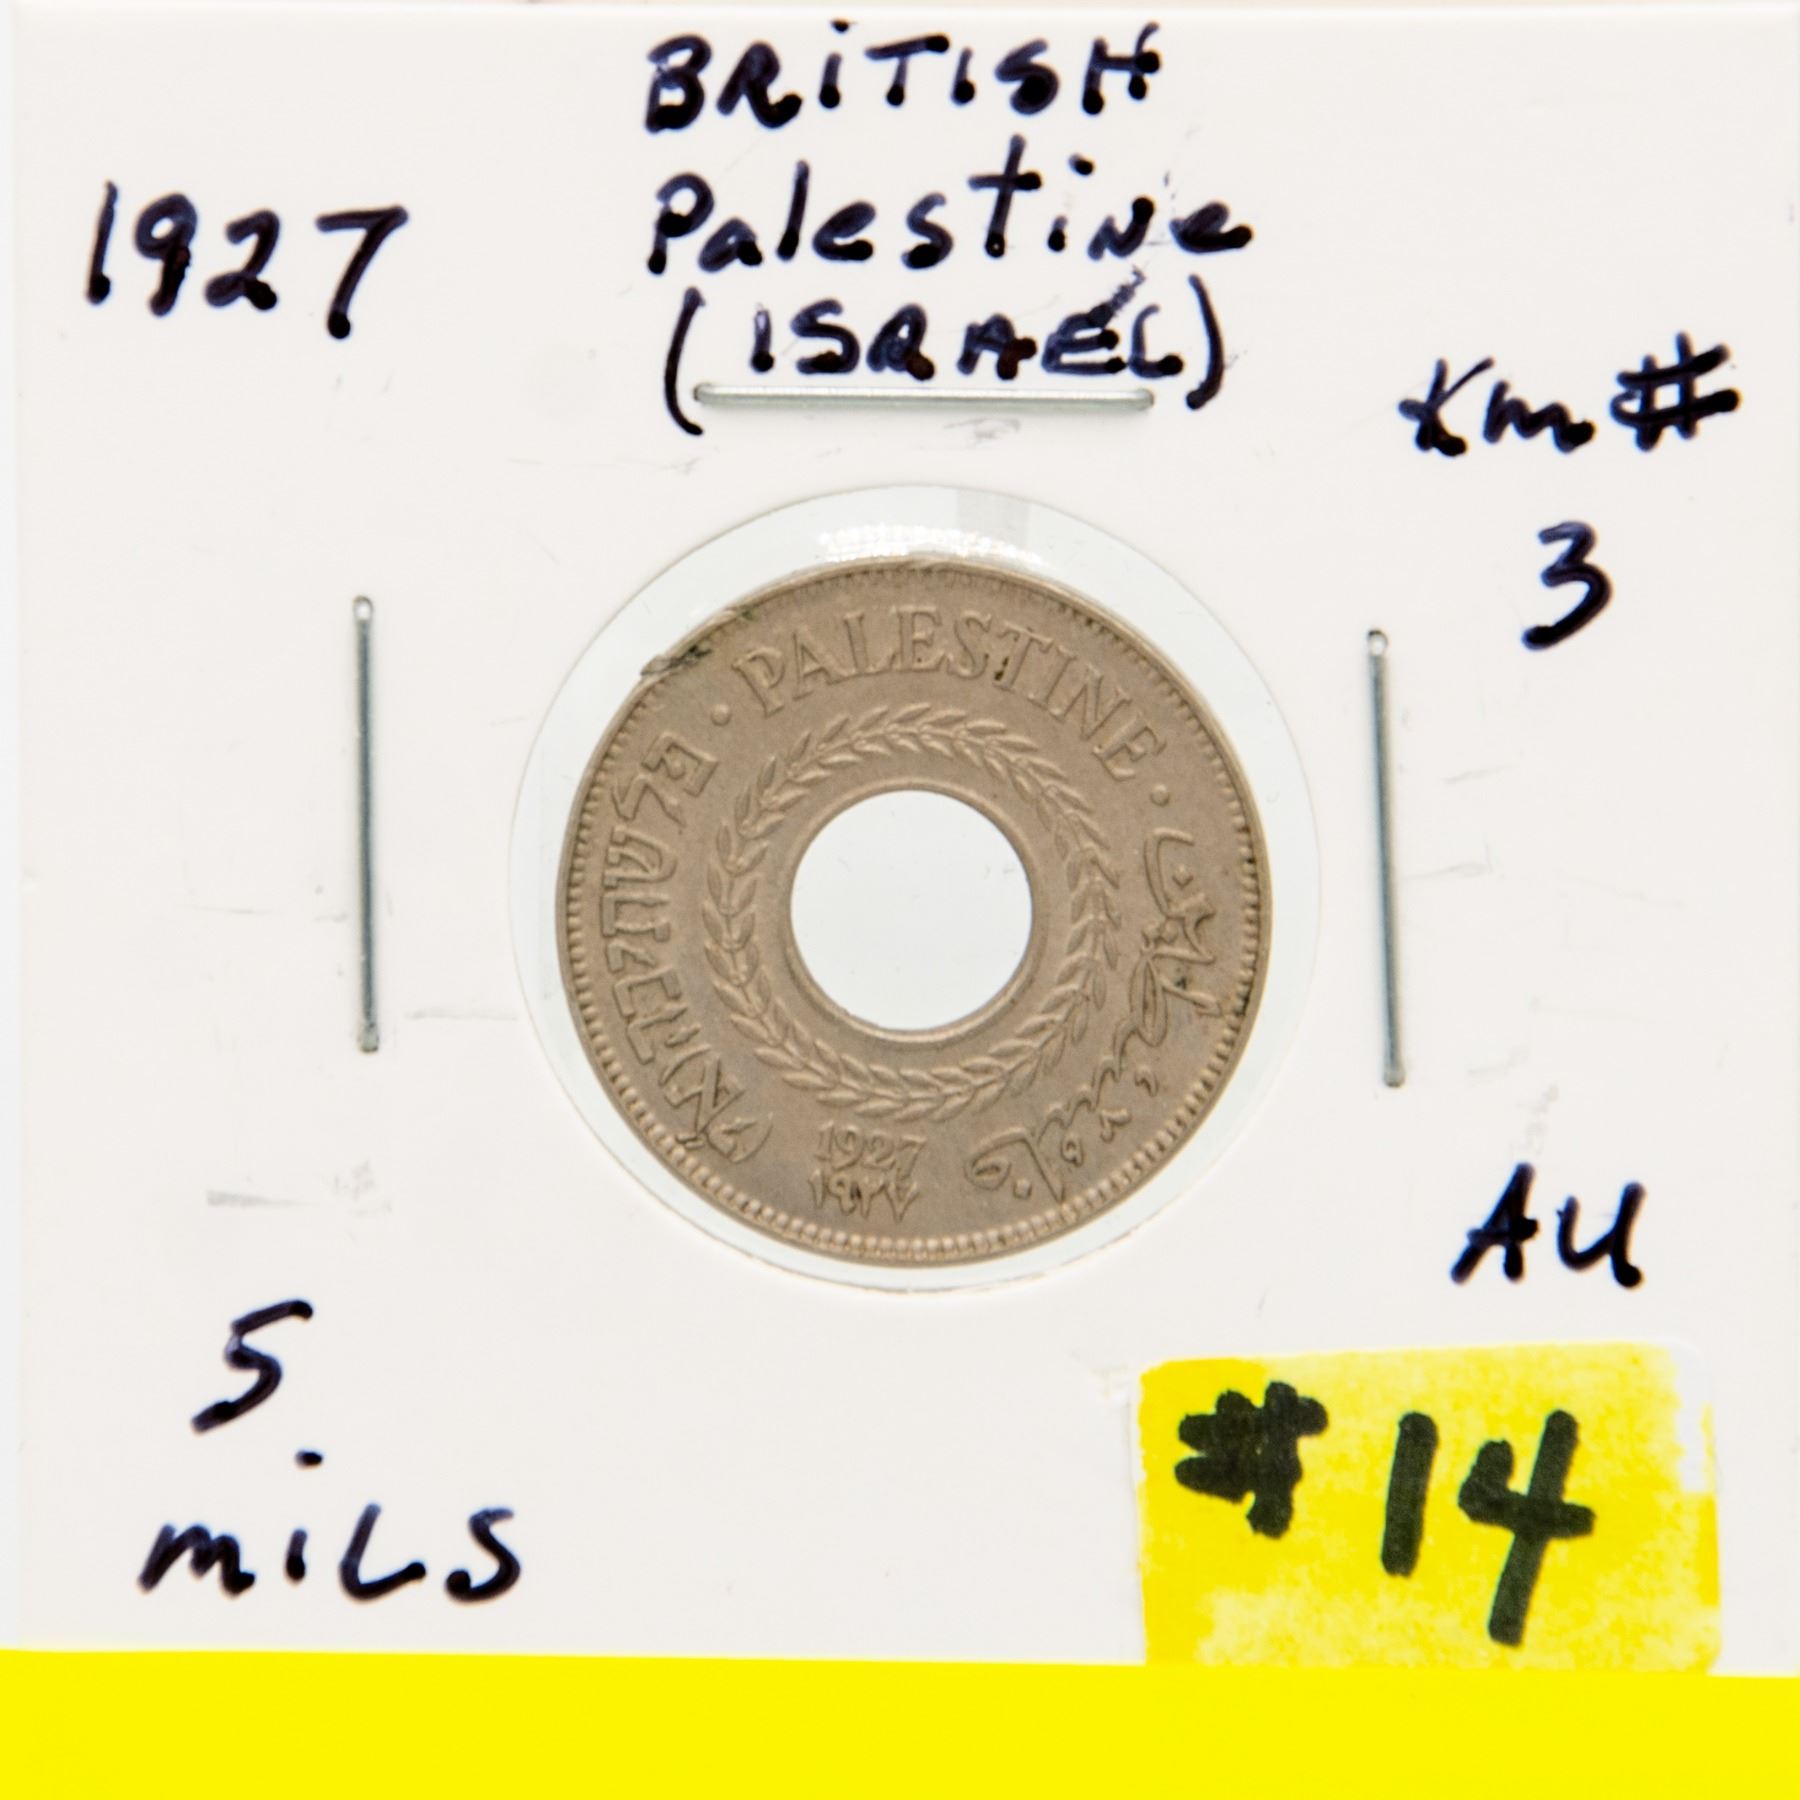 BRITISH
Palestine
(ISRAEL)
1927
Km #
3
· PALESTINE ·
פלשתינה א״י
فلسطين
1927
١٩٢٧
AU
5
MILS
#14